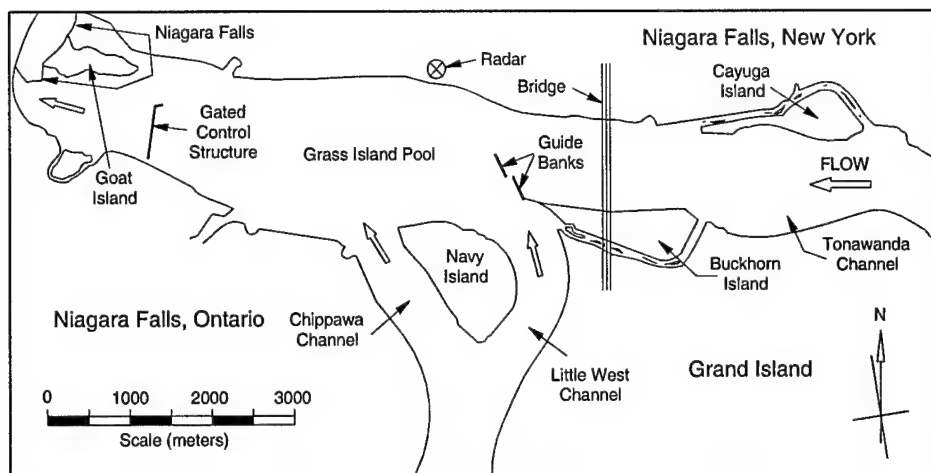 Niagara Falls
Radar
Niagara Falls, New York
Cayuga
Island
Bridge
Gated
Control
Structure
Guide
Banks
Grass Island Pool
FLOW
Goat
Island
Navy
Island
Buckhorn
Island
Tonawanda
Channel
Niagara Falls, Ontario
Chippawa
Channel
N
Little West
Channel
Grand Island
0 1000 2000 3000
Scale (meters)